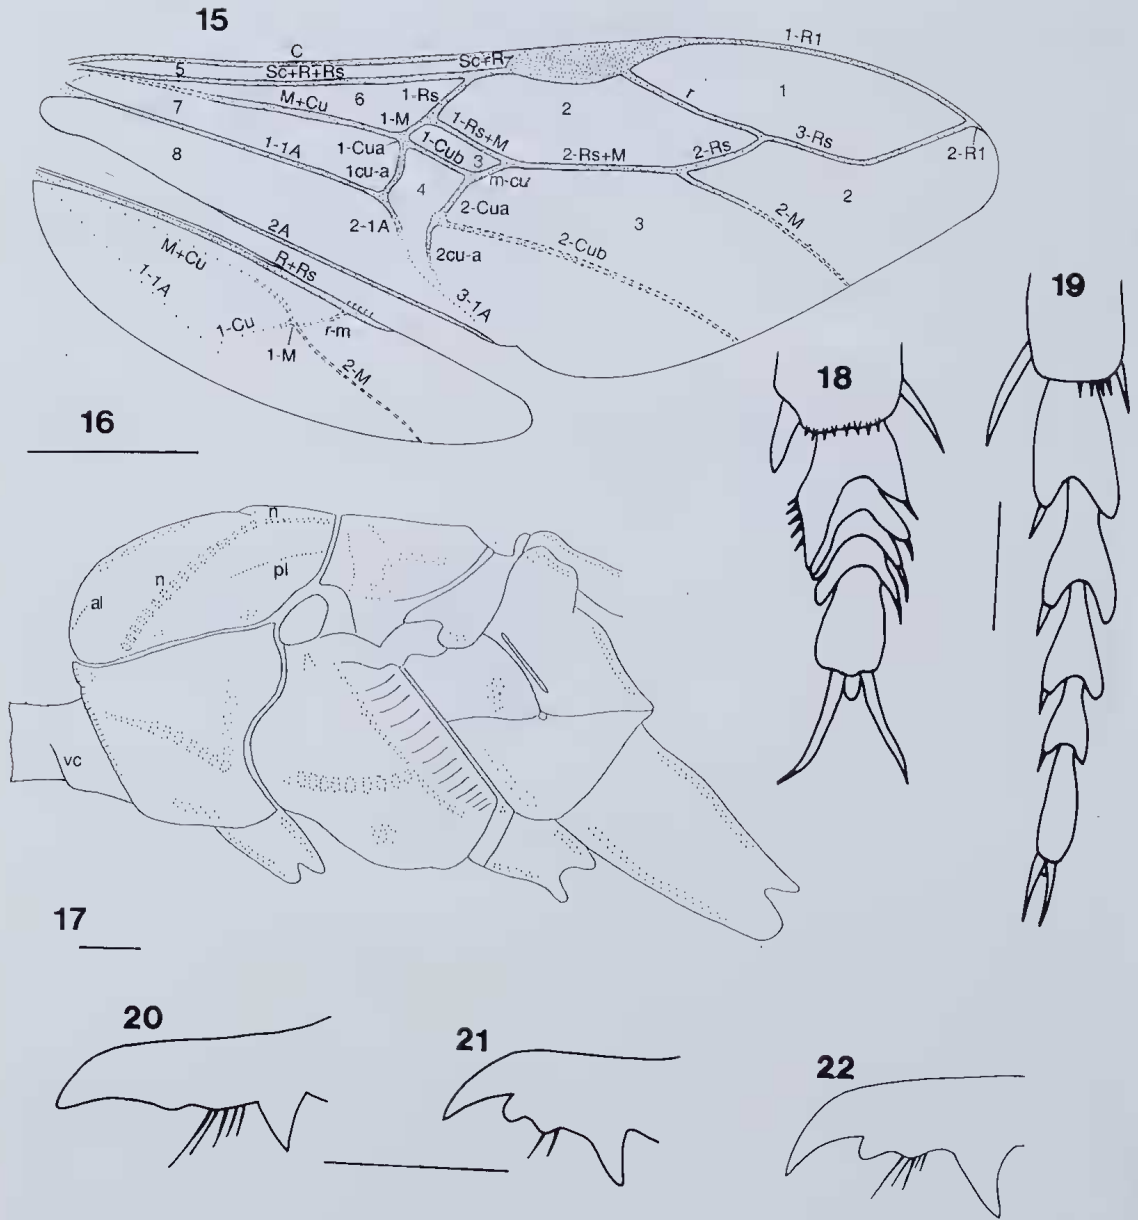 15
C
1-R1
Sc+R
5
Sc+R+Rs
1
6
1-Rs
2
r
M+Cu
7
1-M
3-Rs
1-Rs+M
2-R1
1-Cua
1-Cub
3
2-Rs+M
2-Rs
1-1A
8
1cu-a
m-cu
4
2
2-Cua
2-M
3
2-1A
2A
2-Cub
M+Cu
R+Rs
2cu-a
1-1A
3-1A
19
1-Cu
r-m
1-M
2-M
18
16
n
n
pl
al
vc
17
20
21
22